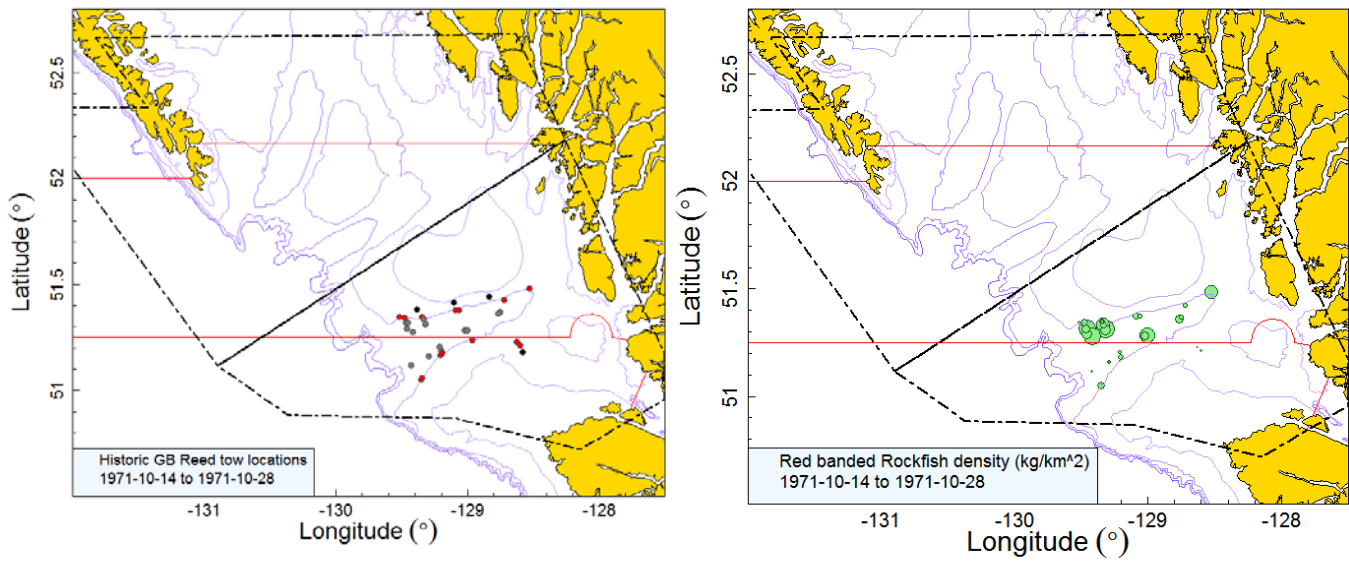 52.5
52
51.5
51
Latitude (°)
Historic GB Reed tow locations
1971-10-14 to 1971-10-28
-131
-130
-129
-128
Longitude (°)
52.5
52
51.5
51
Latitude (°)
Red banded Rockfish density (kg/km^2)
1971-10-14 to 1971-10-28
-131
-130
-129
-128
Longitude (°)